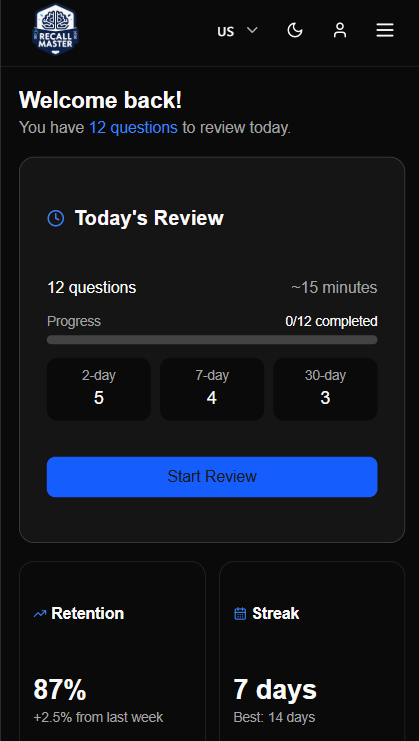 RECALL
MASTER
US
Welcome back!
You have 12 questions to review today.
Today's Review
12 questions
~15 minutes
Progress
0/12 completed
2-day
7-day
30-day
5
4
3
Start Review
Retention
Streak
87%
7 days
+2.5% from last week
Best: 14 days